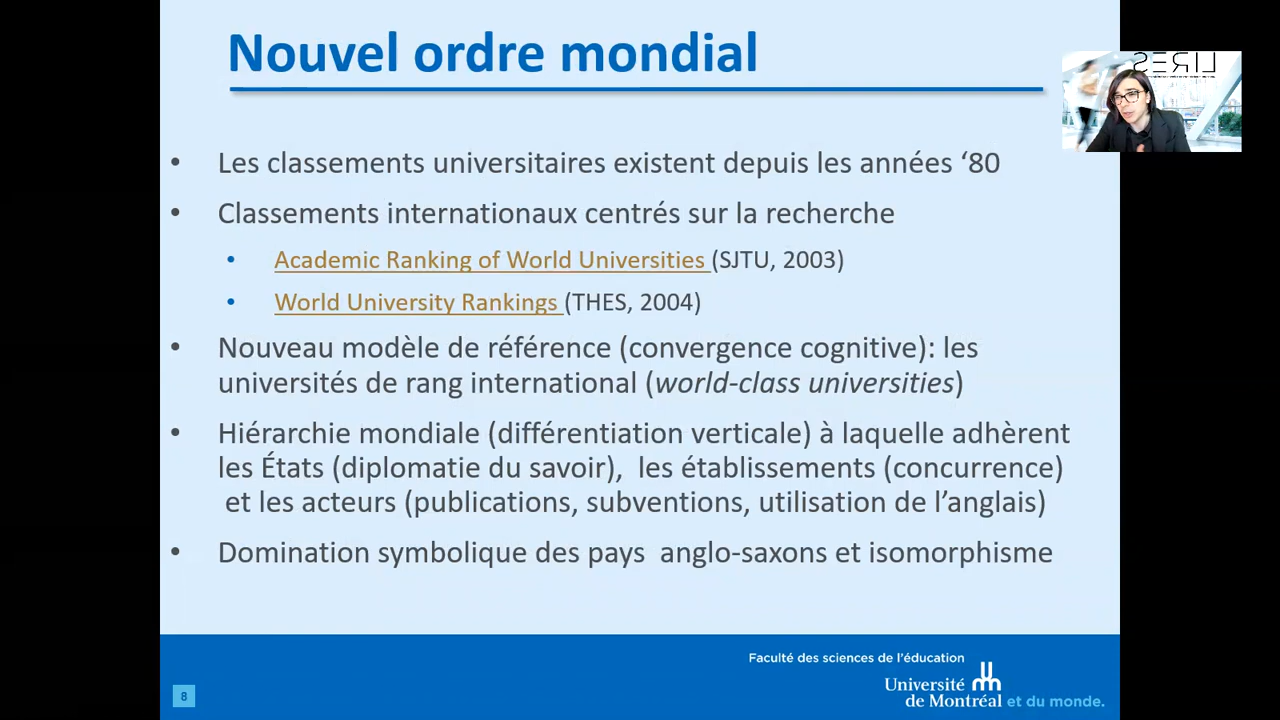 Nouvel ordre mondial
LIRES
• Les classements universitaires existent depuis les années ‘80
• Classements internationaux centrés sur la recherche
• Academic Ranking of World Universities (SJTU, 2003)
• World University Rankings (THES, 2004)
• Nouveau modèle de référence (convergence cognitive): les
universités de rang international (world-class universities)
• Hiérarchie mondiale (différentiation verticale) à laquelle adhèrent
les États (diplomatie du savoir), les établissements (concurrence)
et les acteurs (publications, subventions, utilisation de l’anglais)
• Domination symbolique des pays anglo-saxons et isomorphisme
Faculté des sciences de l’éducation
Université
de Montréal et du monde.
8